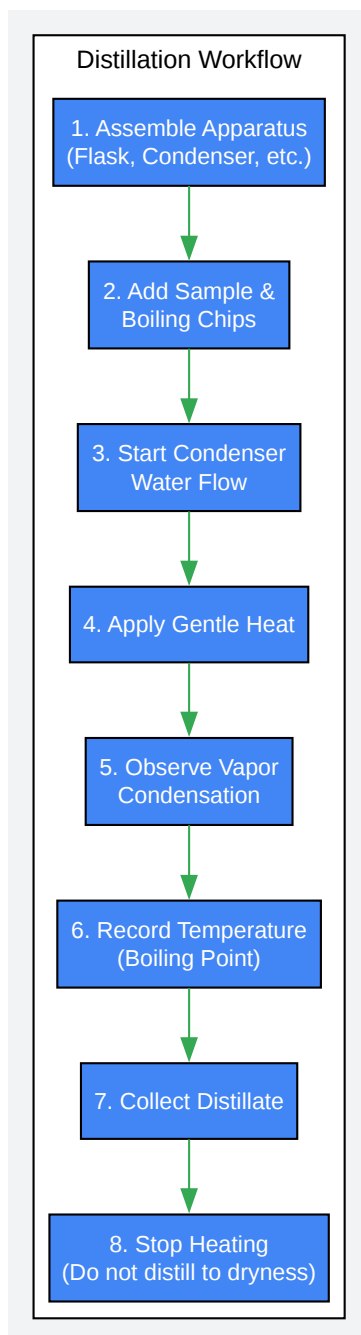 Distillation Workflow
1. Assemble Apparatus
(Flask, Condenser, etc.)
2. Add Sample &
Boiling Chips
3. Start Condenser
Water Flow
4. Apply Gentle Heat
5. Observe Vapor
Condensation
6. Record Temperature
(Boiling Point)
7. Collect Distillate
8. Stop Heating
(Do not distill to dryness)